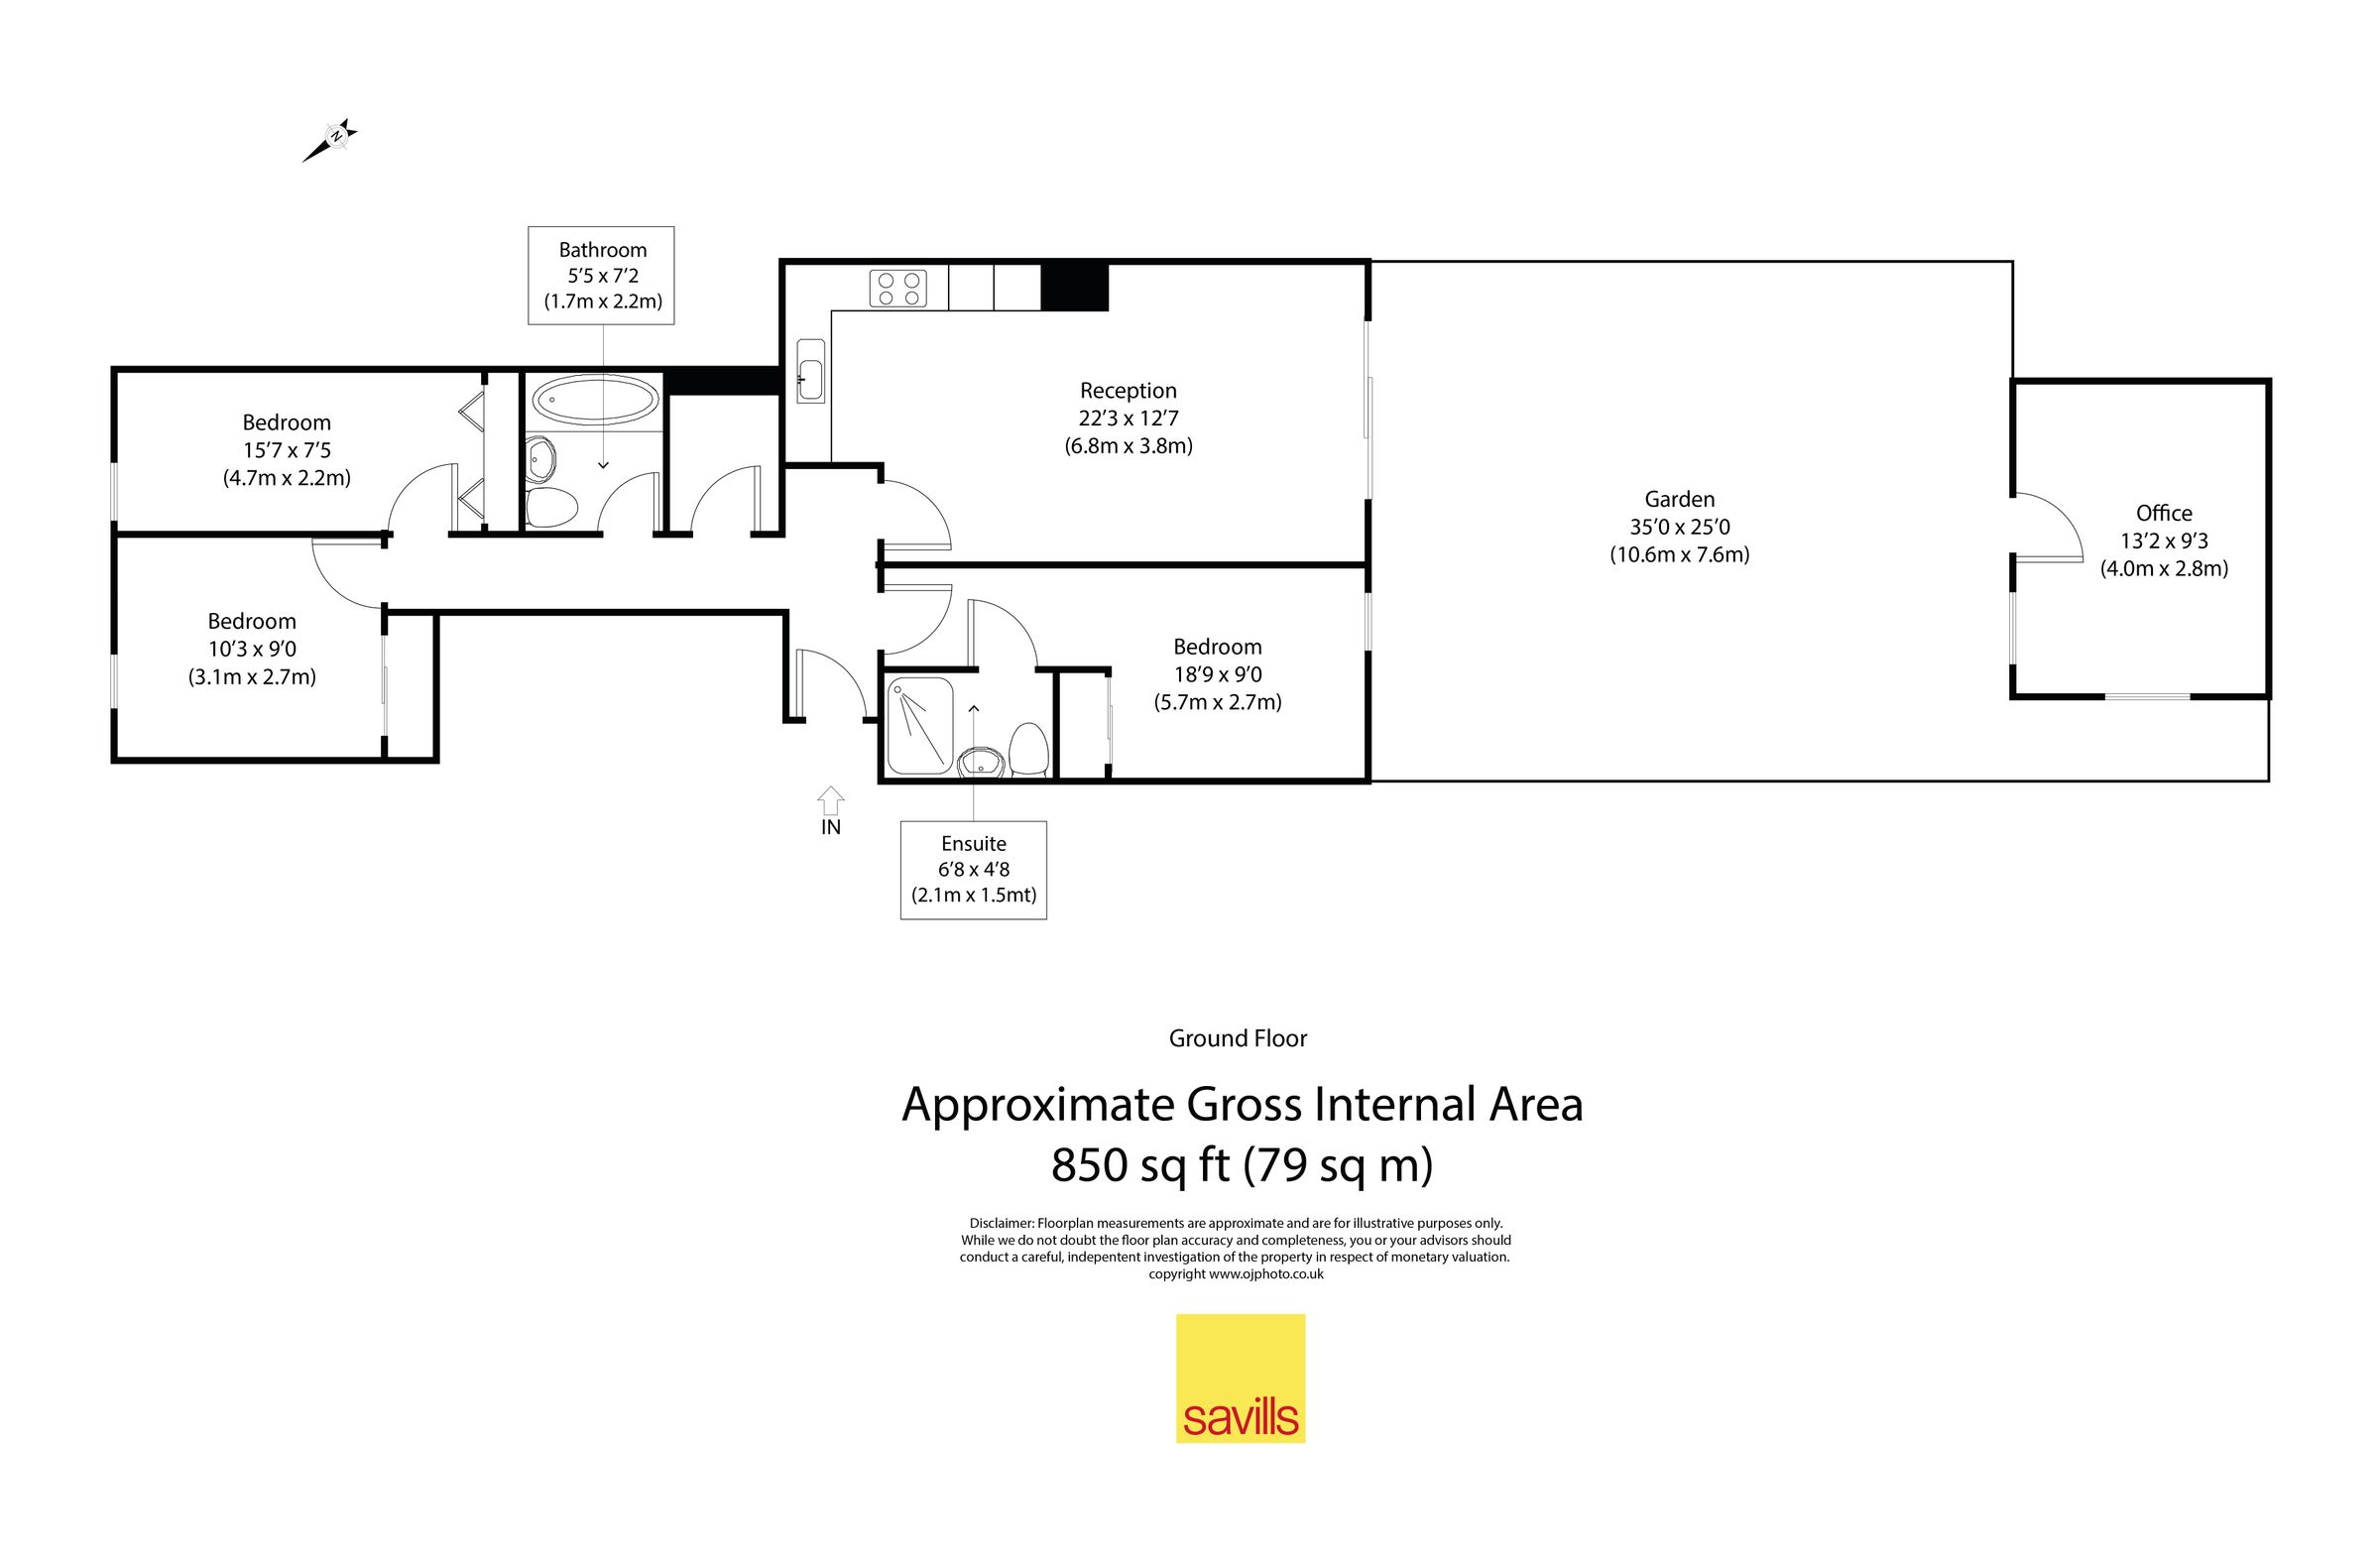 N
Bathroom
5’5 x 7’2
(1.7m x 2.2m)
Bedroom
15’7 x 7’5
(4.7m x 2.2m)
Reception
22’3 x 12’7
(6.8m x 3.8m)
Garden
35’0 x 25’0
(10.6m x 7.6m)
Office
13’2 x 9’3
(4.0m x 2.8m)
Bedroom
10’3 x 9’0
(3.1m x 2.7m)
Bedroom
18’9 x 9’0
(5.7m x 2.7m)
IN
Ensuite
6’8 x 4’8
(2.1m x 1.5mt)
Ground Floor
Approximate Gross Internal Area
850 sq ft (79 sq m)
Disclaimer: Floorplan measurements are approximate and are for illustrative purposes only.
While we do not doubt the floor plan accuracy and completeness, you or your advisors should
conduct a careful, indepentent investigation of the property in respect of monetary valuation.
copyright www.ojphoto.co.uk
savills